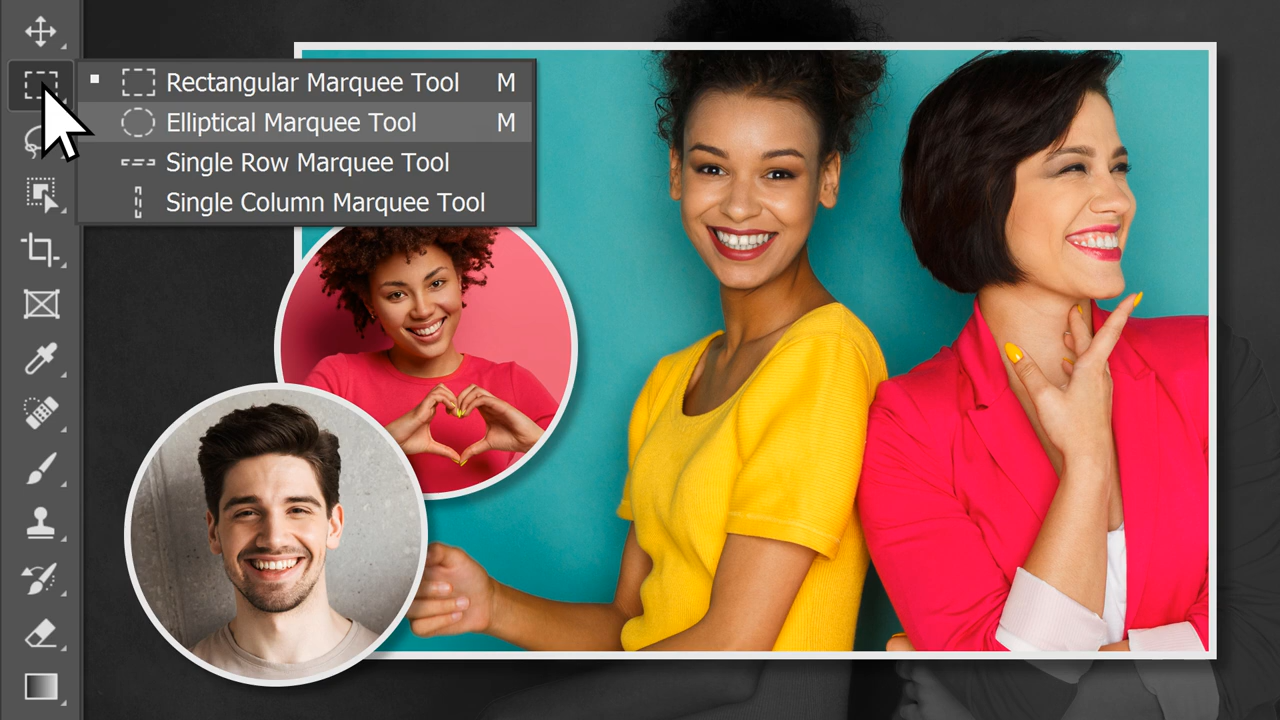 Rectangular Marquee Tool M
Elliptical Marquee Tool M
Single Row Marquee Tool
Single Column Marquee Tool